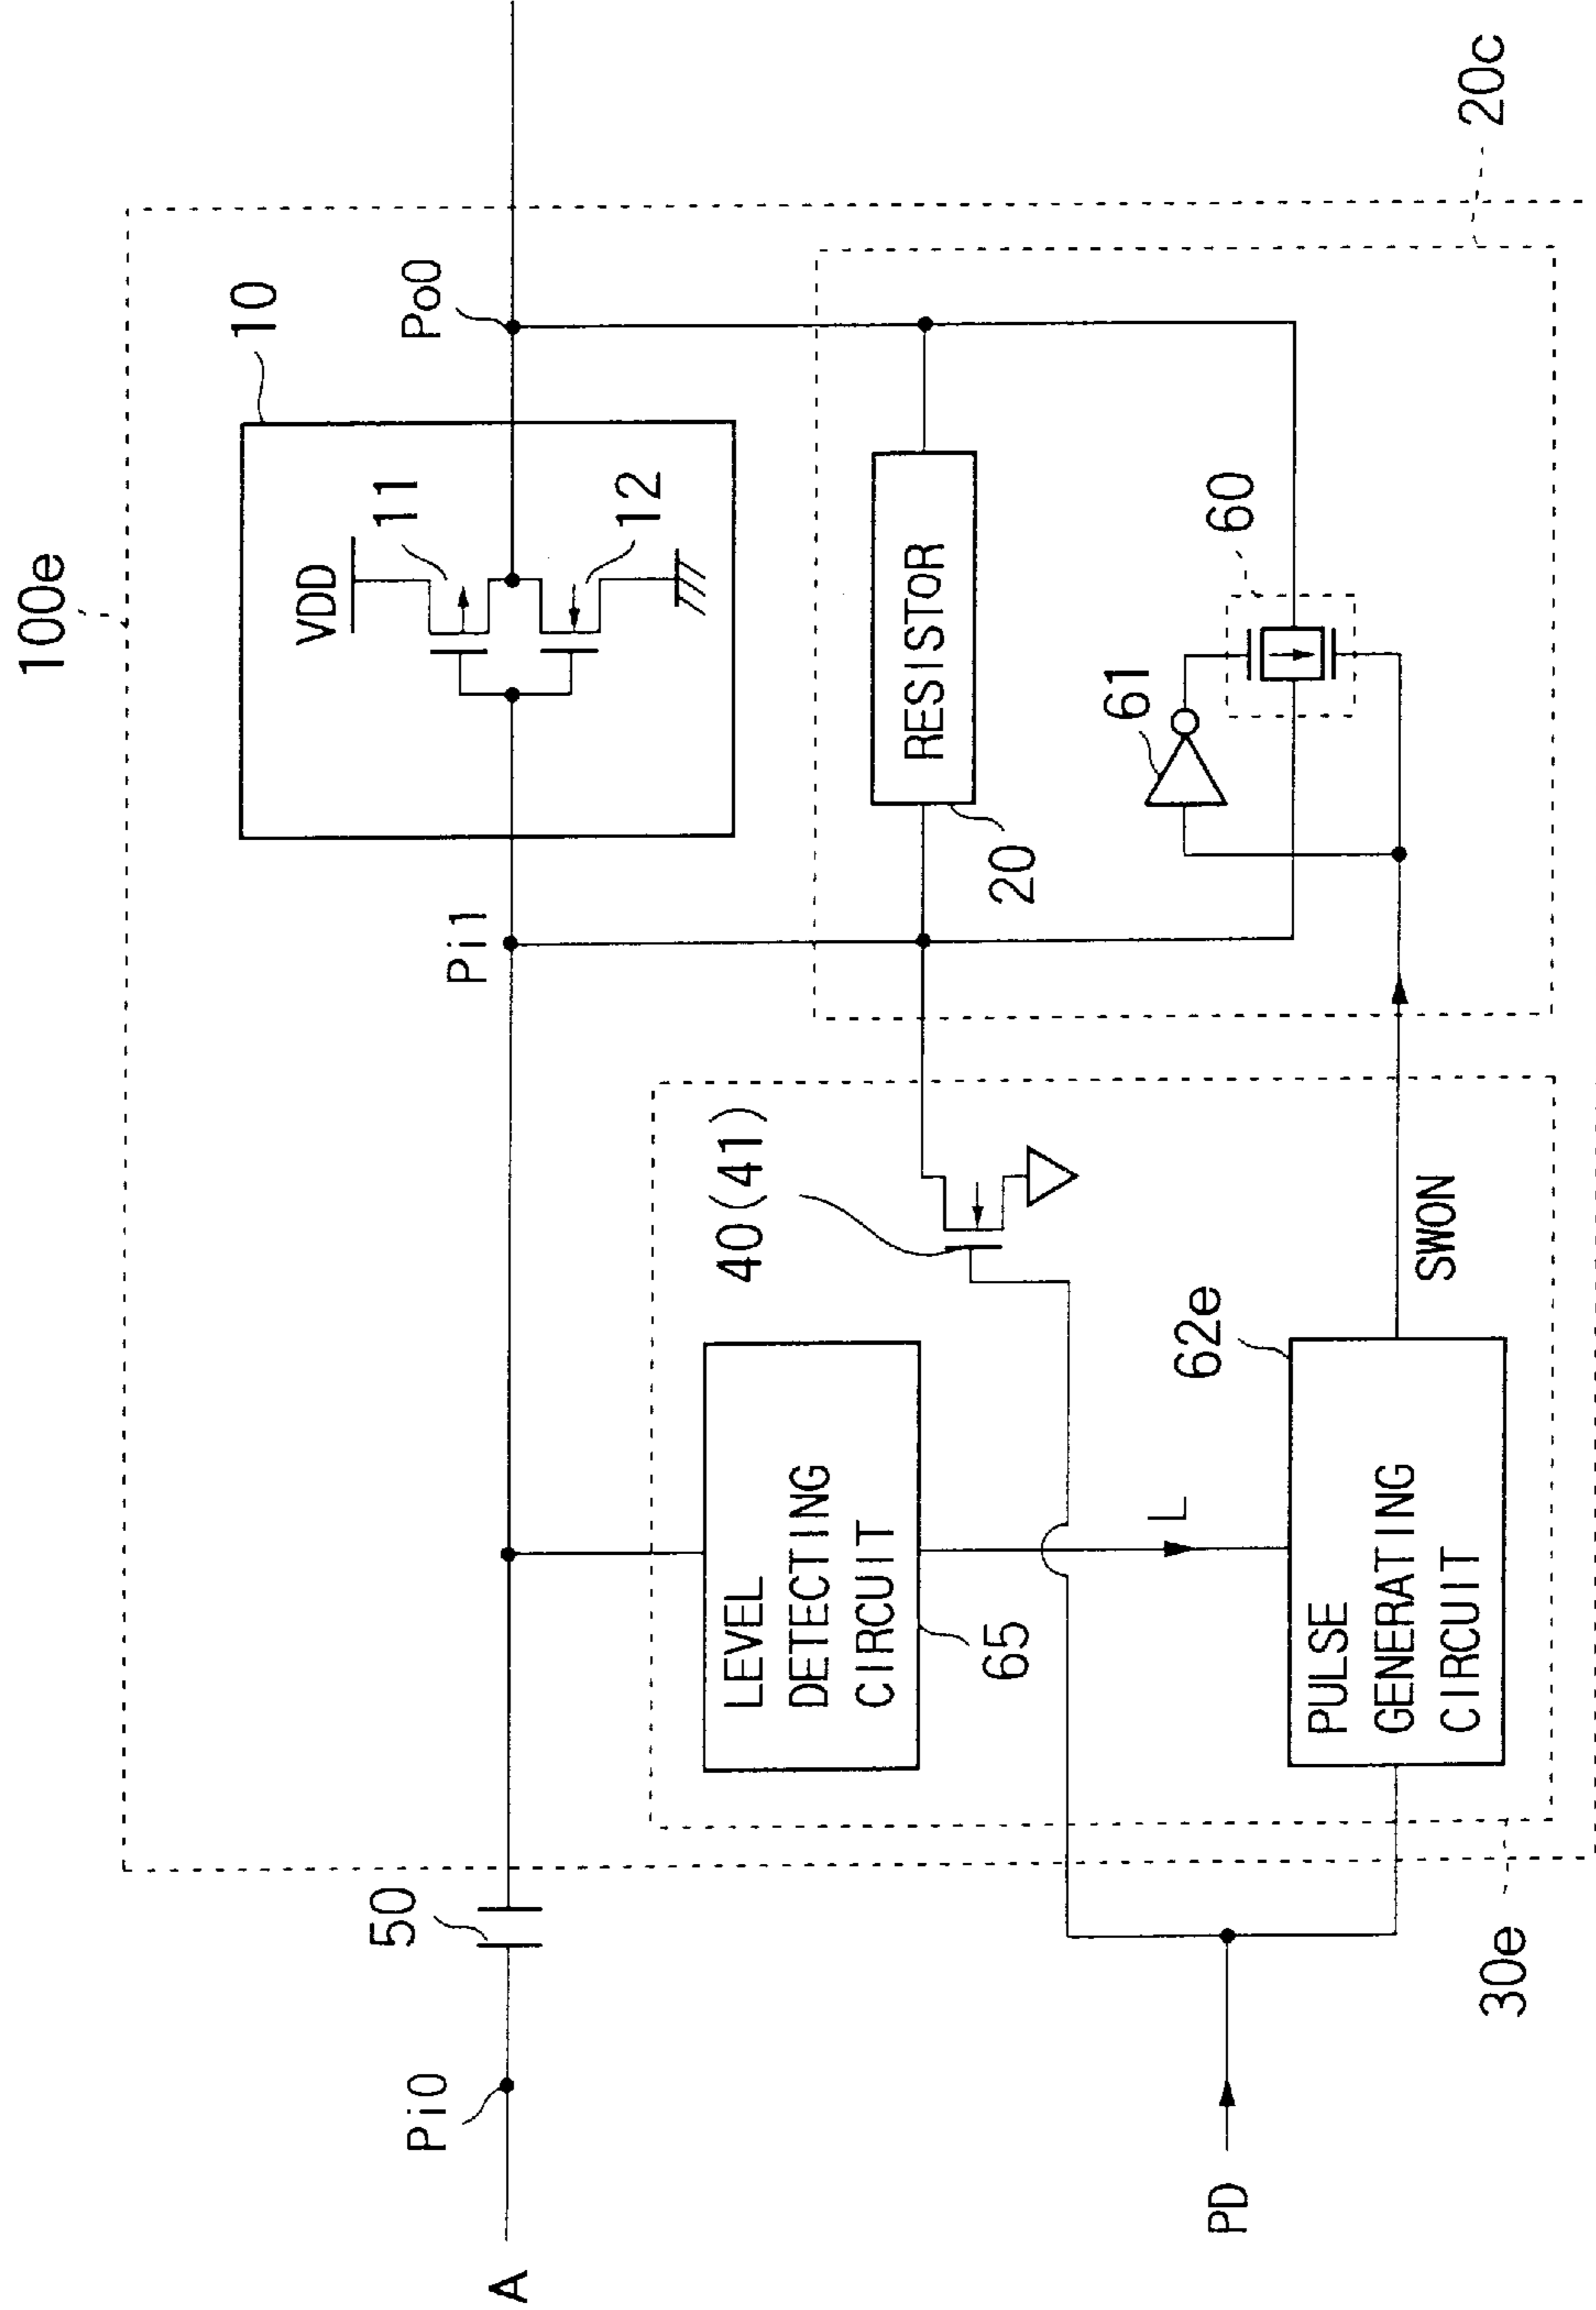 100e
10
VDD
11
12
Po0
Pi1
50
Pi0
A
RESISTOR
20
60
61
20c
40(41)
LEVEL
DETECTING
CIRCUIT
65
L
62e
PULSE
GENERATING
CIRCUIT
SWON
PD
30e